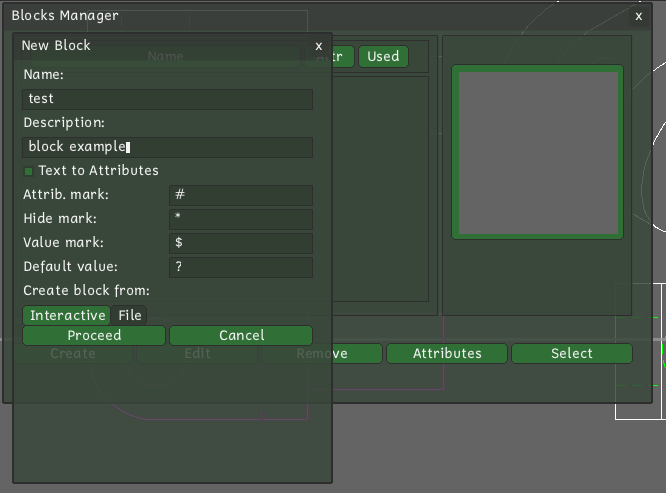 Blocks Manager x
New Block x
Name
Attr
Used
Name:
test
Description:
block example
Text to Attributes
Attrib. mark: #
Hide mark: *
Value mark: $
Default value: ?
Create block from:
Interactive File
Proceed Cancel
Create Edit Remove Attributes Select